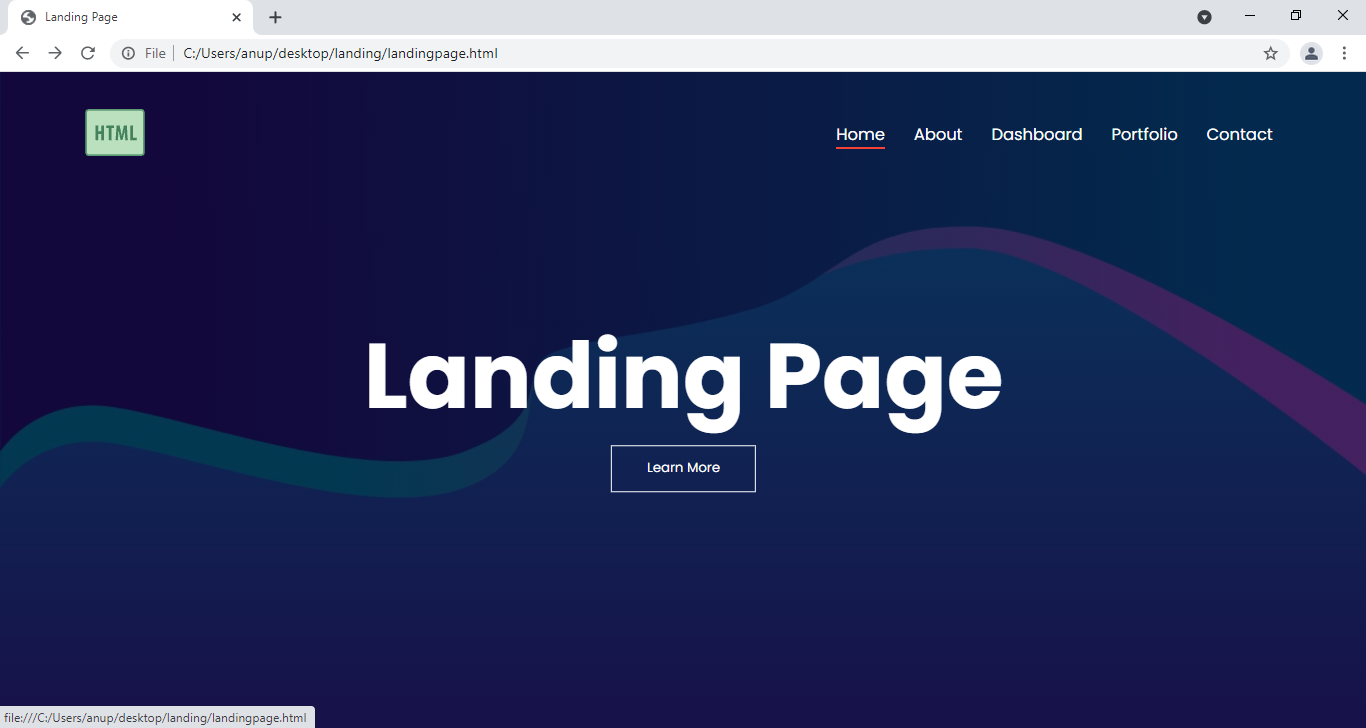 Landing Page
File C:/Users/anup/desktop/landing/landingpage.html
HTML
Home About Dashboard Portfolio Contact
Landing Page
Learn More
file:///C:/Users/anup/desktop/landing/landingpage.html